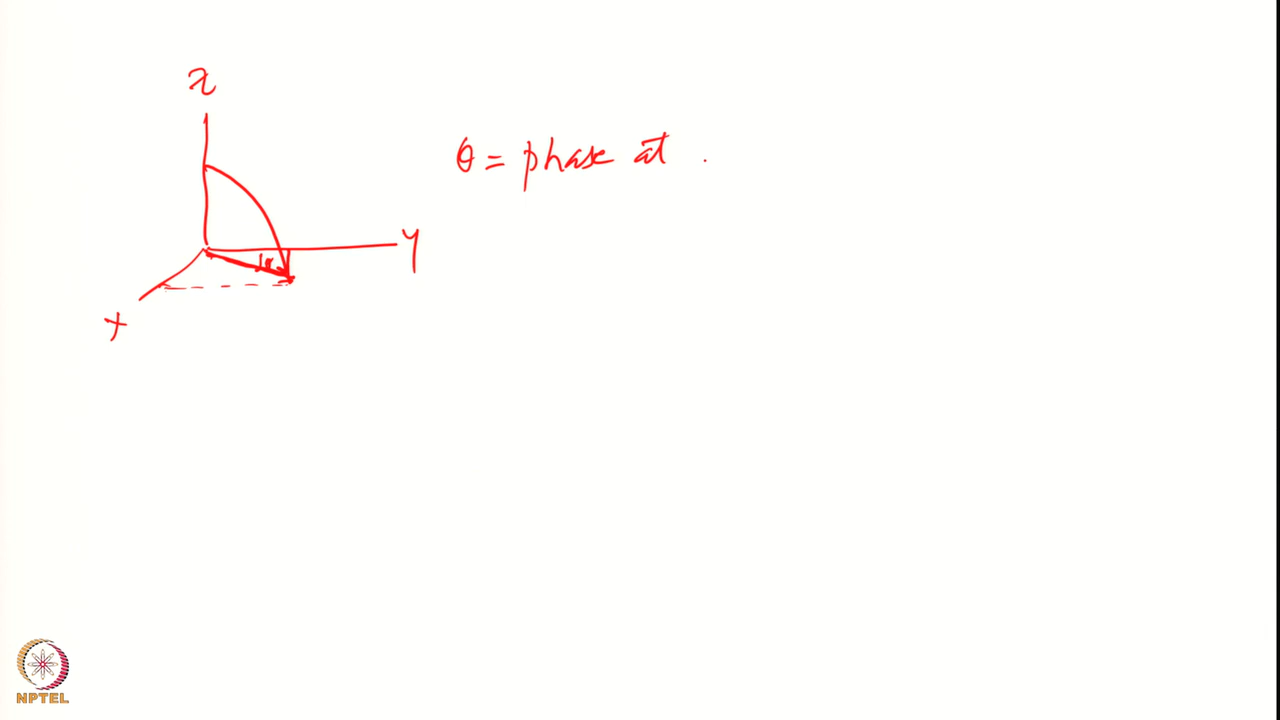 z
θ = phase at .
y
x
NPTEL